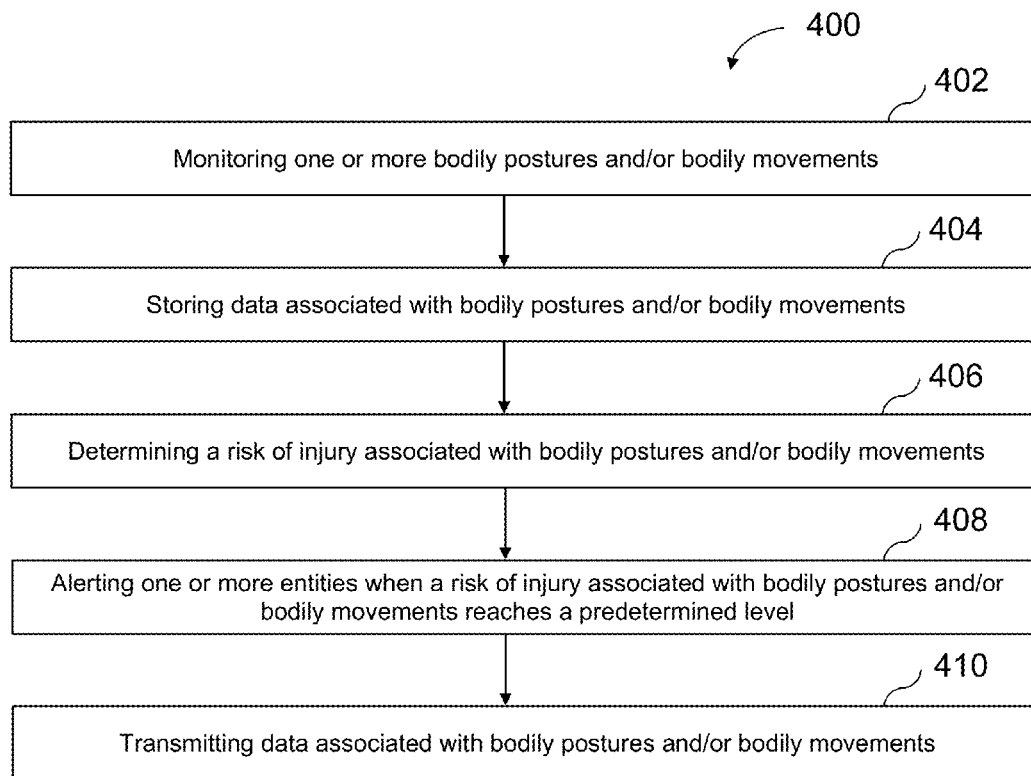 400
402
Monitoring one or more bodily postures and/or bodily movements
404
Storing data associated with bodily postures and/or bodily movements
406
Determining a risk of injury associated with bodily postures and/or bodily movements
408
Alerting one or more entities when a risk of injury associated with bodily postures and/or
bodily movements reaches a predetermined level
410
Transmitting data associated with bodily postures and/or bodily movements